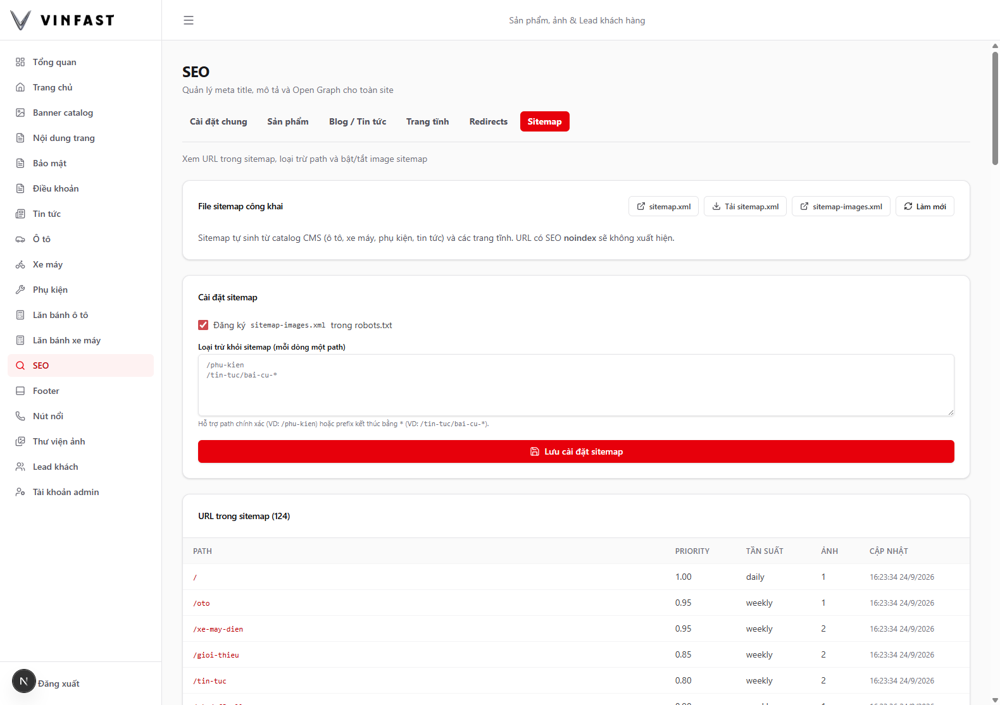 VINFAST
Sản phẩm, ảnh & Lead khách hàng
Tổng quan
Trang chủ
Banner catalog
Nội dung trang
Bảo mật
Điều khoản
Tin tức
Ô tô
Xe máy
Phụ kiện
Lăn bánh ô tô
Lăn bánh xe máy
SEO
Footer
Nút nổi
Thư viện ảnh
Lead khách
Tài khoản admin
N
Đăng xuất
SEO
Quản lý meta title, mô tả và Open Graph cho toàn site
Cài đặt chung Sản phẩm Blog / Tin tức Trang tĩnh Redirects Sitemap
Xem URL trong sitemap, loại trừ path và bật/tắt image sitemap
File sitemap công khai
sitemap.xml Tải sitemap.xml sitemap-images.xml Làm mới
Sitemap tự sinh từ catalog CMS (ô tô, xe máy, phụ kiện, tin tức) và các trang tĩnh. URL có SEO noindex sẽ không xuất hiện.
Cài đặt sitemap
Đăng ký sitemap-images.xml trong robots.txt
Loại trừ khỏi sitemap (mỗi dòng một path)
/phu-kien
/tin-tuc/bai-cu-*
Hỗ trợ path chính xác (VD: /phu-kien) hoặc prefix kết thúc bằng * (VD: /tin-tuc/bai-cu-*).
Lưu cài đặt sitemap
URL trong sitemap (124)
PATH PRIORITY TẦN SUẤT ẢNH CẬP NHẬT
/ 1.00 daily 1 16:23:34 24/9/2026
/oto 0.95 weekly 1 16:23:34 24/9/2026
/xe-may-dien 0.95 weekly 2 16:23:34 24/9/2026
/gioi-thieu 0.85 weekly 2 16:23:34 24/9/2026
/tin-tuc 0.80 weekly 2 16:23:34 24/9/2026